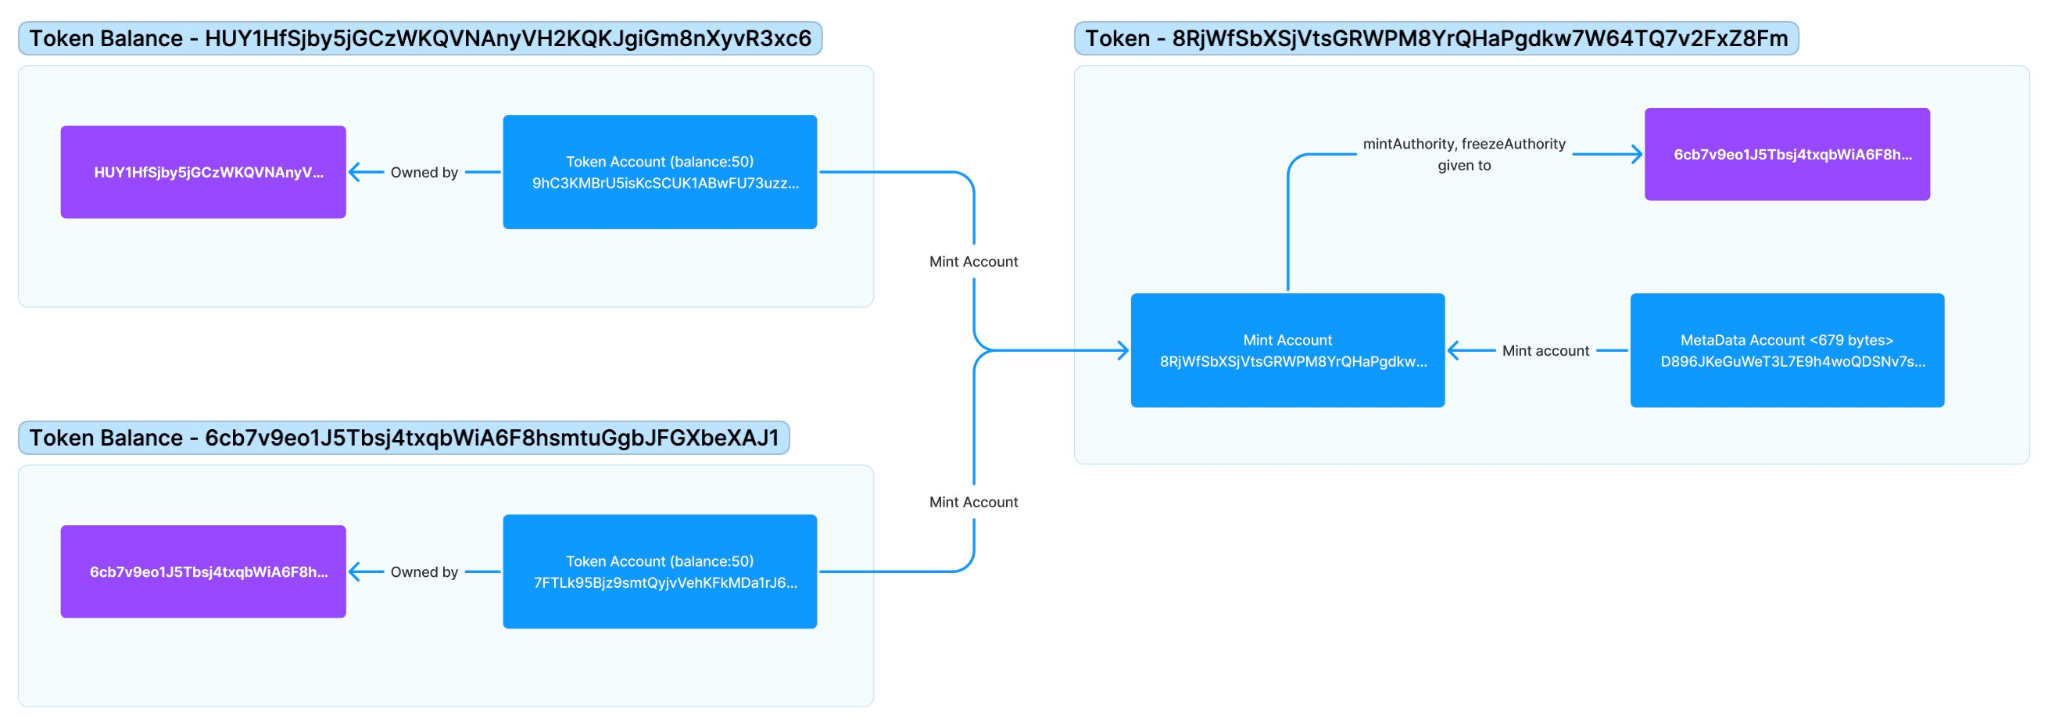 Token Balance - HUY1HfSjby5jGCzWKQVNAnyVH2KQKJgiGm8nXyvR3xc6
HUY1HfSjby5jGCzWKQVNAnyV...
Owned by
Token Account (balance:50)
9hC3KMBrU5isKcSCUK1ABwFU73uzz...
Mint Account
Token Balance - 6cb7v9eo1J5Tbsj4txqbWiA6F8hsmtuGgbJFGXbeXAJ1
6cb7v9eo1J5Tbsj4txqbWiA6F8h...
Owned by
Token Account (balance:50)
7FTLk95Bjz9smtQyjvVehKFkMDa1rJ6...
Mint Account
Token - 8RjWfSbXSjVtsGRWPM8YrQHaPgdkw7W64TQ7v2FxZ8Fm
mintAuthority, freezeAuthority
given to
6cb7v9eo1J5Tbsj4txqbWiA6F8h...
Mint Account
8RjWfSbXSjVtsGRWPM8YrQHaPgdkw...
Mint account
MetaData Account <679 bytes>
D896JKeGuWeT3L7E9h4woQDSNv7s...